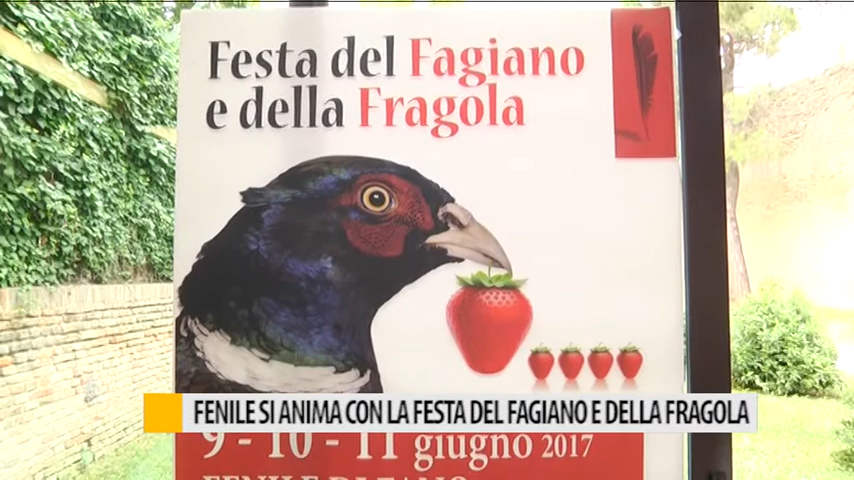 Festa del Fagiano
e della Fragola
FENILE SI ANIMA CON LA FESTA DEL FAGIANO E DELLA FRAGOLA
9 - 10 - 11 giugno 2017
FENILE DI FANO